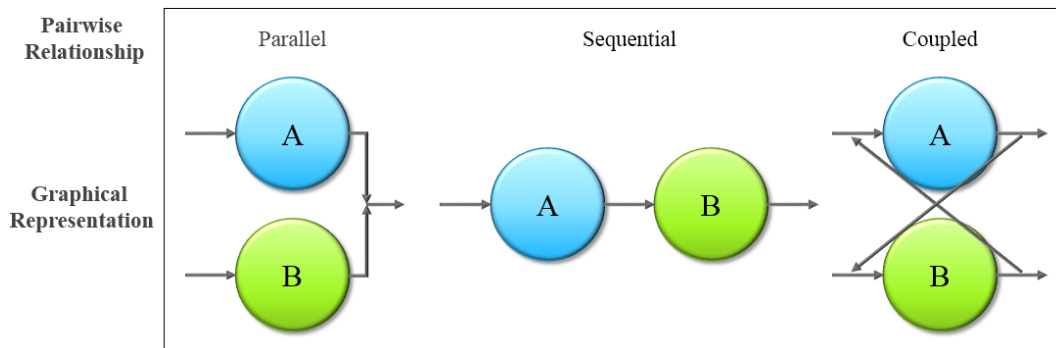 Pairwise
Relationship
Parallel
Sequential
Coupled
Graphical
Representation
A
B
A
B
A
B